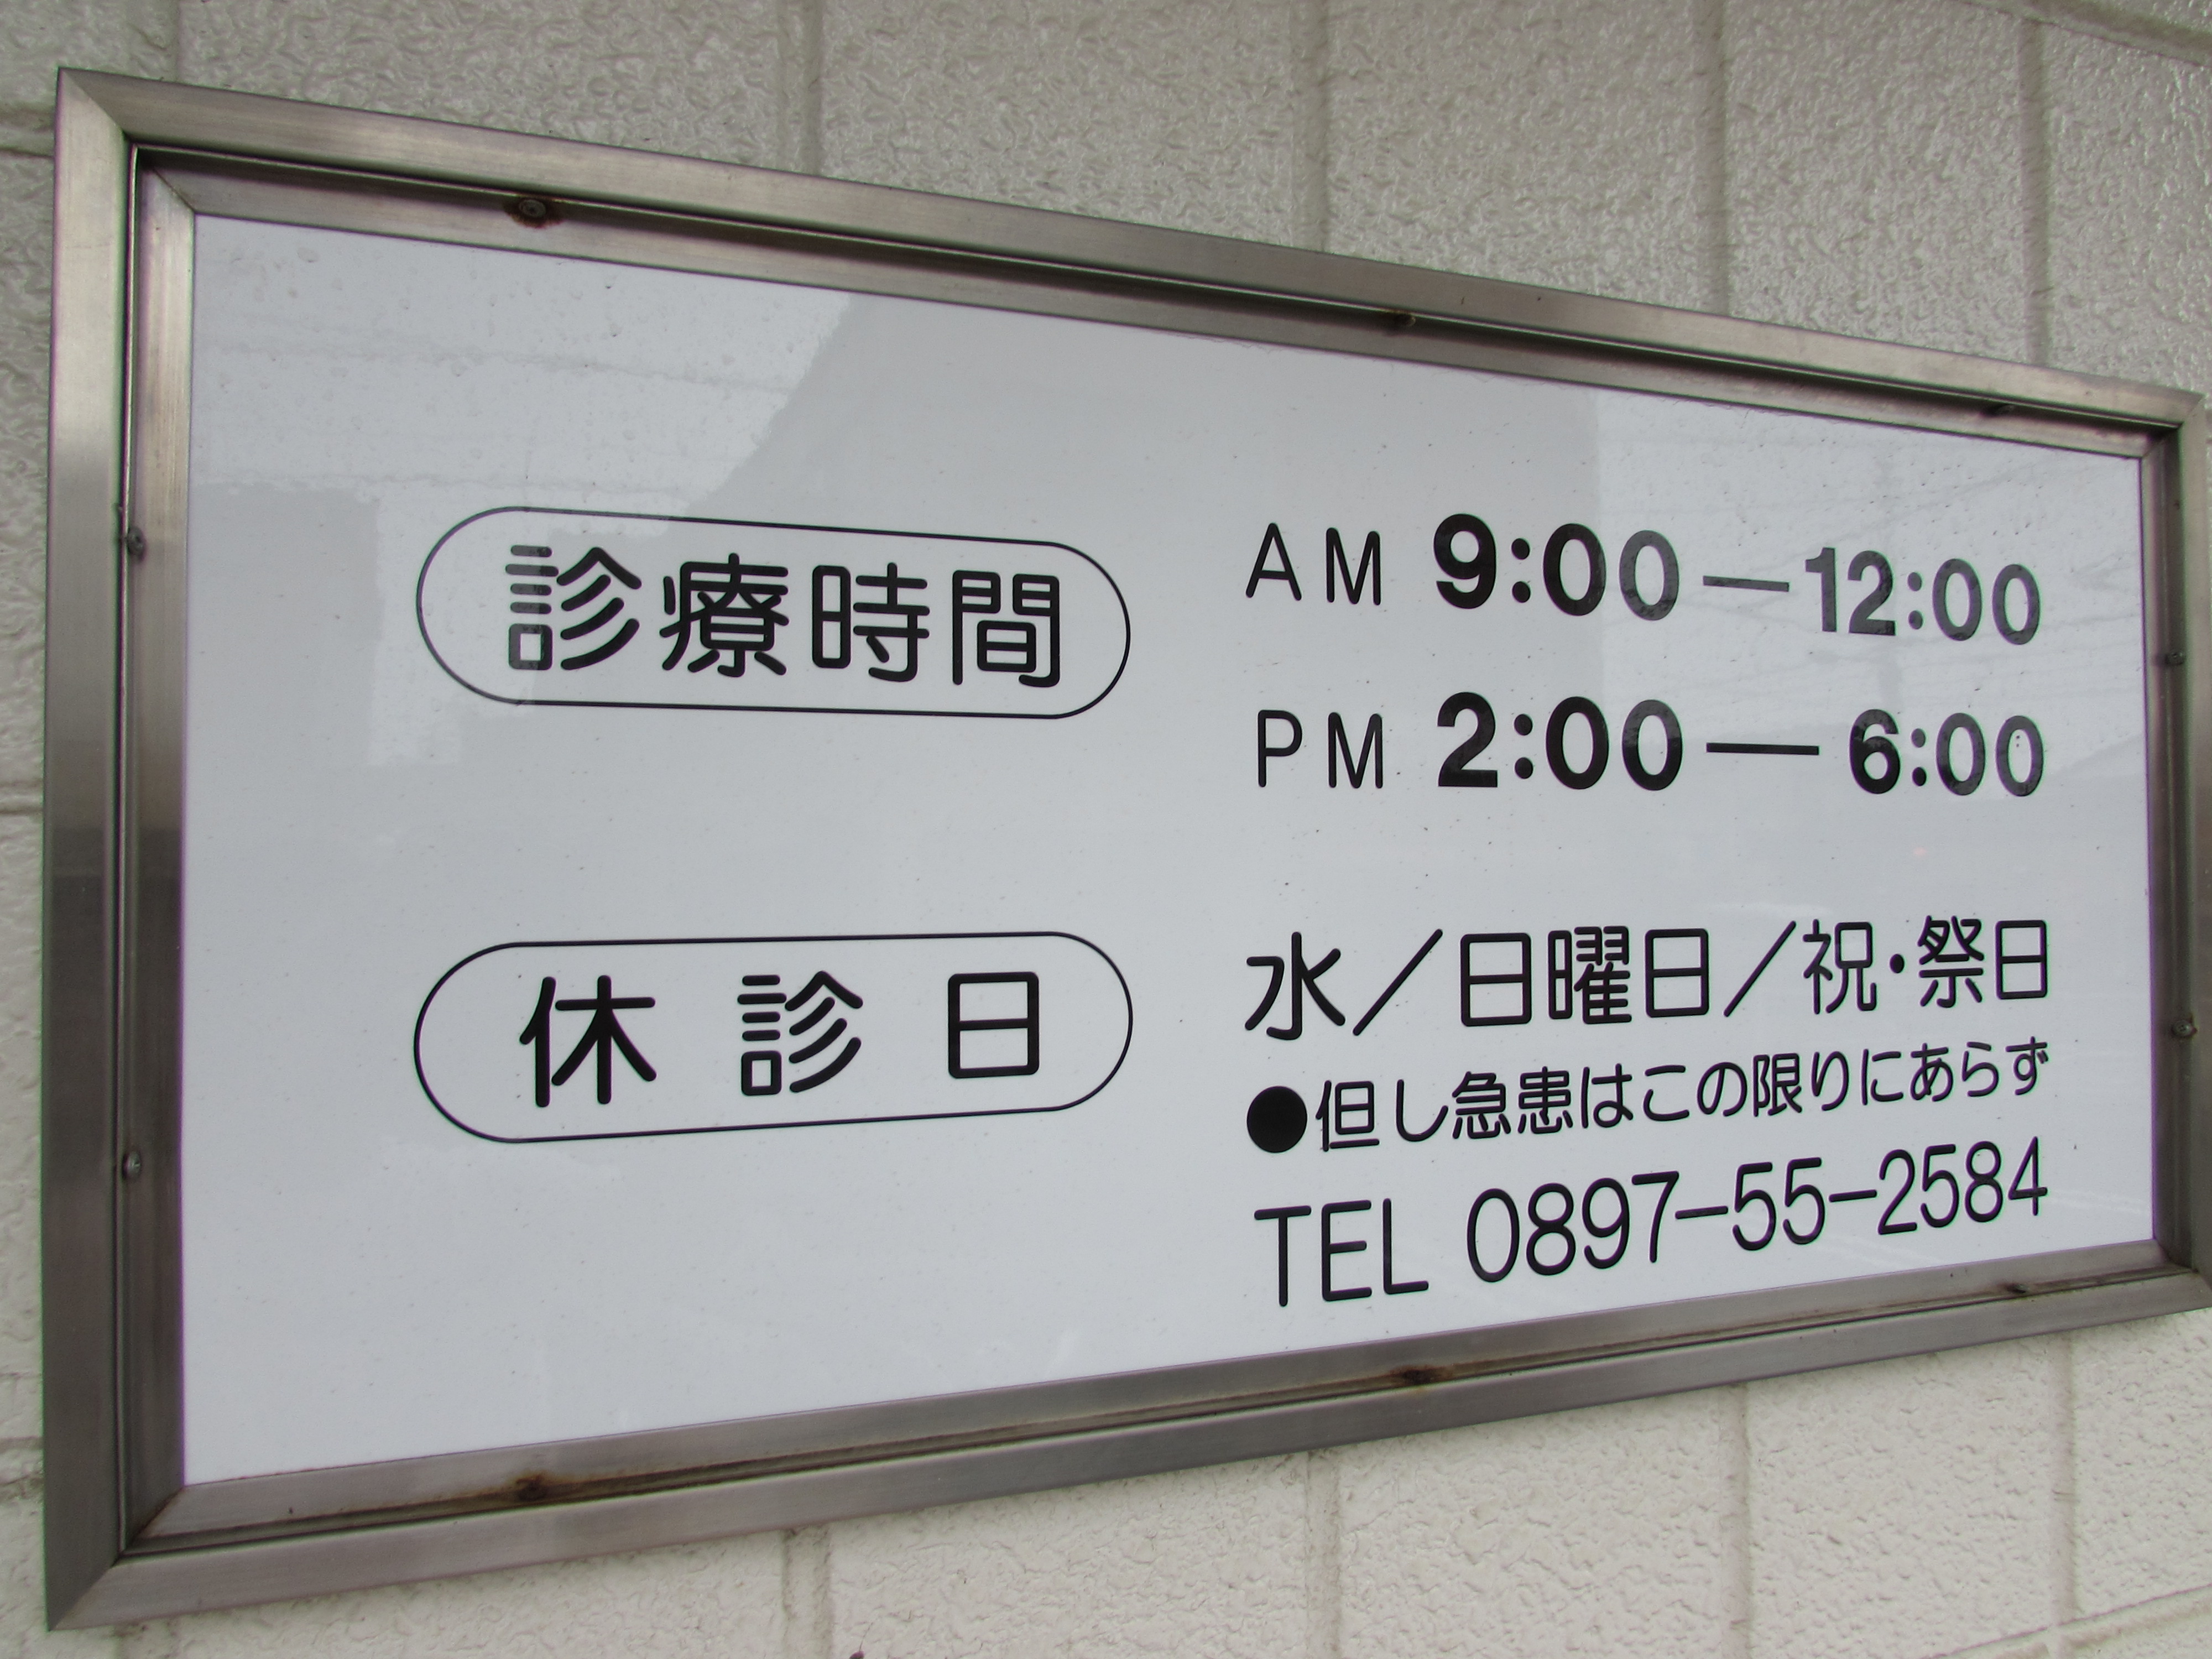 診療時間
AM 9:00―12:00
PM 2:00―6:00
休診日
水／日曜日／祝・祭日
●但し急患はこの限りにあらず
TEL 0897-55-2584